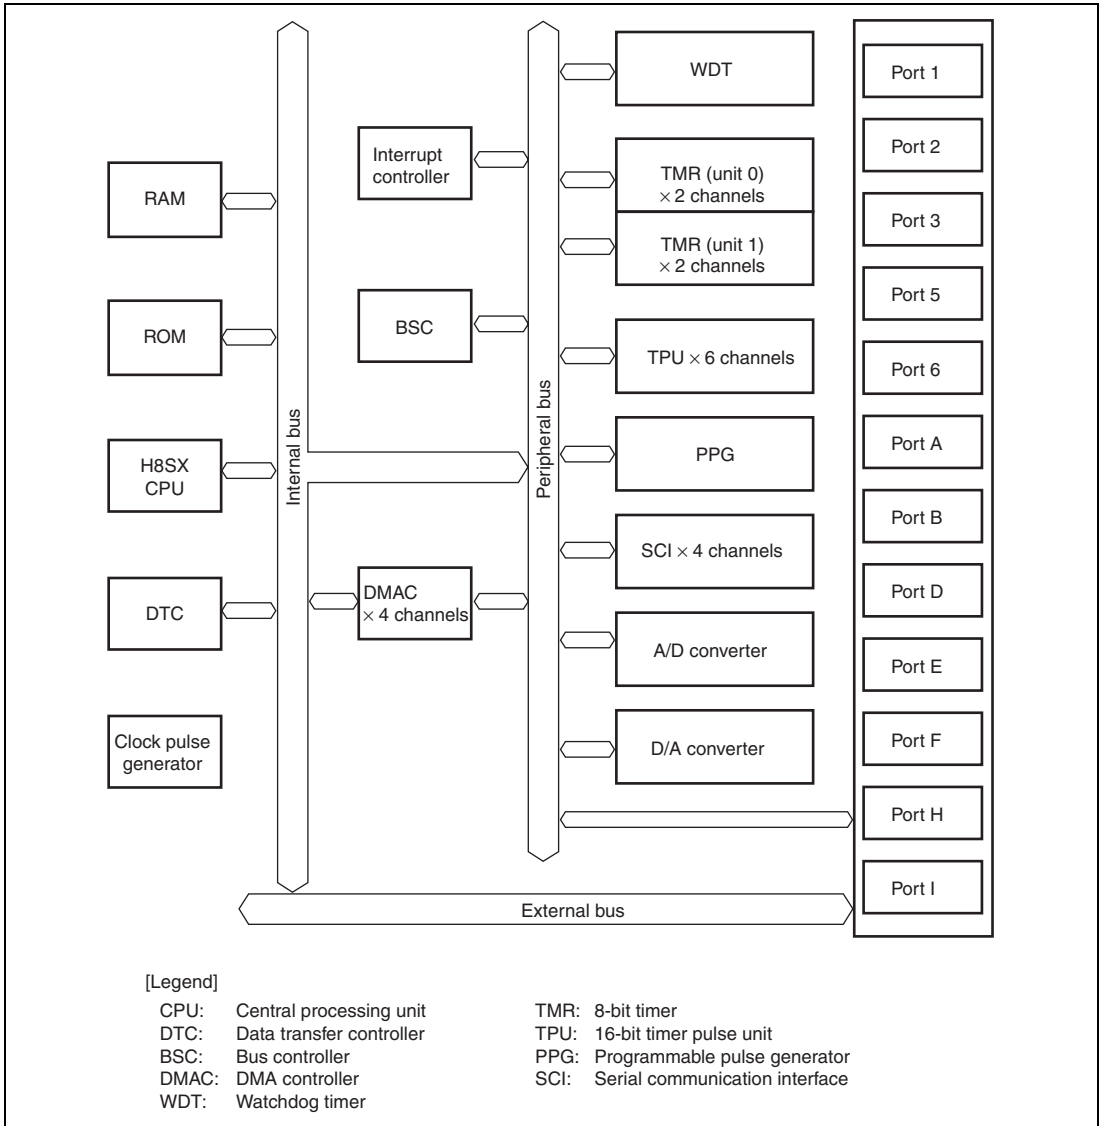 RAM
ROM
H8SX
CPU
DTC
Clock pulse
generator
Internal bus
Interrupt
controller
BSC
DMAC
× 4 channels
Peripheral bus
WDT
TMR (unit 0)
× 2 channels
TMR (unit 1)
× 2 channels
TPU × 6 channels
PPG
SCI × 4 channels
A/D converter
D/A converter
Port 1
Port 2
Port 3
Port 5
Port 6
Port A
Port B
Port D
Port E
Port F
Port H
Port I
External bus
[Legend]
CPU: Central processing unit
DTC: Data transfer controller
BSC: Bus controller
DMAC: DMA controller
WDT: Watchdog timer
TMR: 8-bit timer
TPU: 16-bit timer pulse unit
PPG: Programmable pulse generator
SCI: Serial communication interface